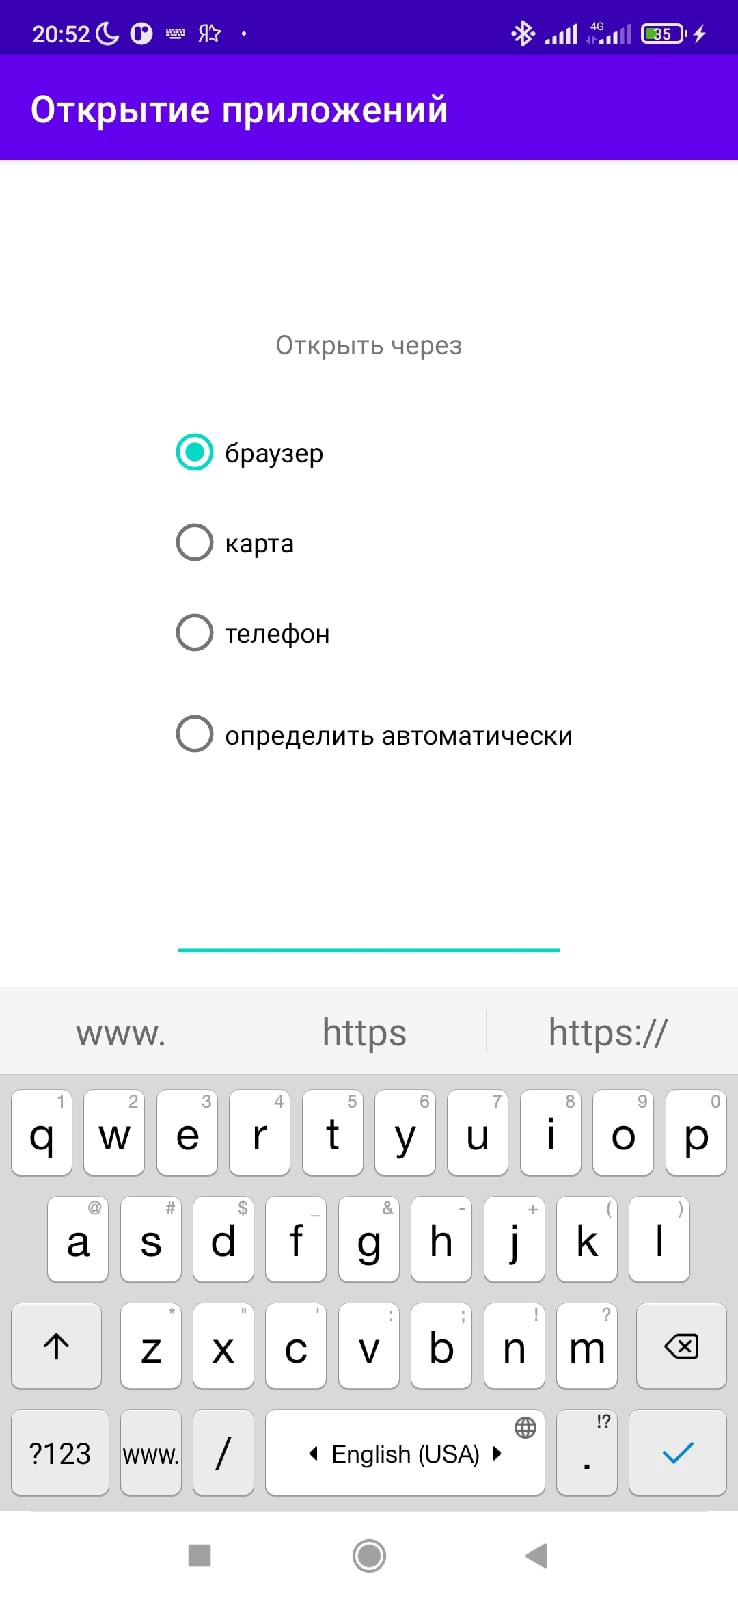 20:52 Я 4G 35
Открытие приложений
Открыть через
браузер
карта
телефон
определить автоматически
www. https https://
1 2 3 4 5 6 7 8 9 0
q w e r t y u i o p
@ # $ _ & - + ( )
a s d f g h j k l
* " ' : ; ! ?
z x c v b n m
!?
?123 www. / English (USA) .